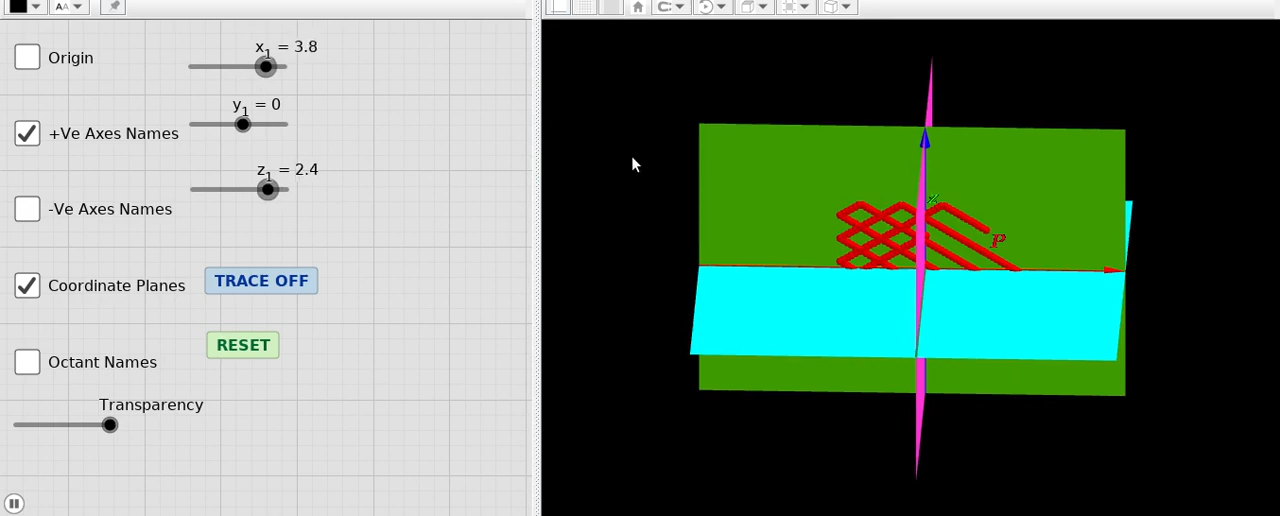 AA
Origin
x1 = 3.8
y1 = 0
+Ve Axes Names
z1 = 2.4
-Ve Axes Names
Coordinate Planes
TRACE OFF
RESET
Octant Names
Transparency
P